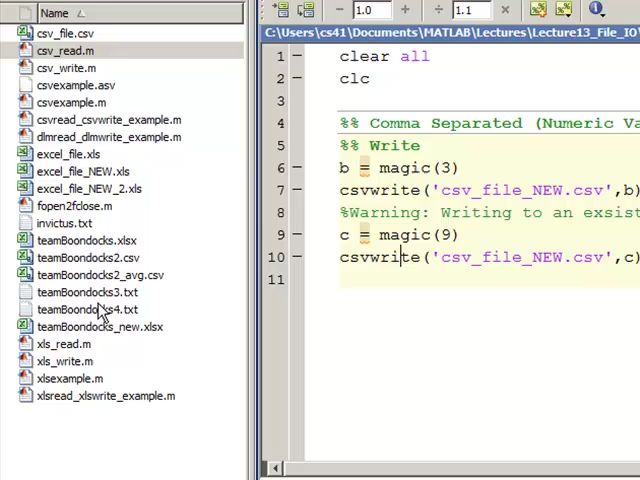 Name
csv_file.csv
csv_read.m
csv_write.m
csvexample.asv
csvexample.m
csvread_csvwrite_example.m
dlmread_dlmwrite_example.m
excel_file.xls
excel_file_NEW.xls
excel_file_NEW_2.xls
fopen2fclose.m
invictus.txt
teamBoondocks.xlsx
teamBoondocks2.csv
teamBoondocks2_avg.csv
teamBoondocks3.txt
teamBoondocks4.txt
teamBoondocks_new.xlsx
xls_read.m
xls_write.m
xlsexample.m
xlsread_xlswrite_example.m
− 1.0 + ÷ 1.1 ×
C:\Users\cs41\Documents\MATLAB\Lectures\Lecture13_File_IO
1 − clear all
2 − clc
3
4 %% Comma Separated (Numeric Va
5 %% Write
6 − b = magic(3)
7 − csvwrite('csv_file_NEW.csv',b)
8 %Warning: Writing to an exsist
9 − c = magic(9)
10 − csvwrite('csv_file_NEW.csv',c)
11